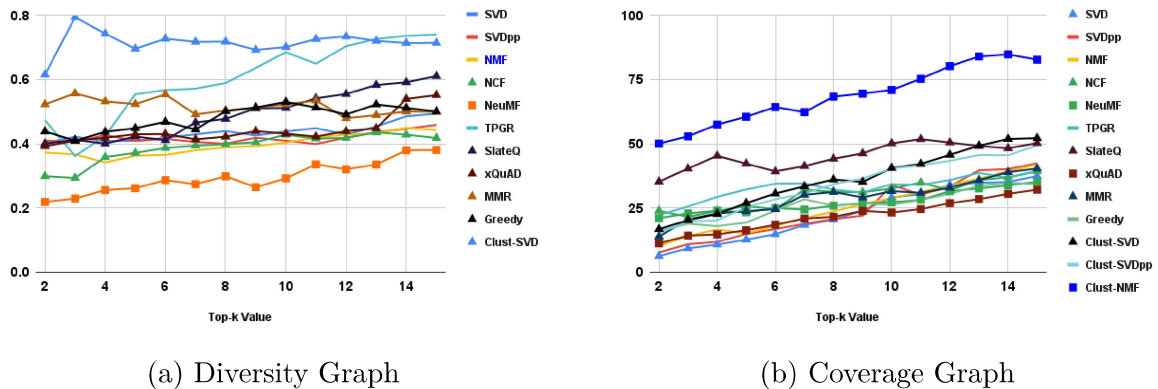 0.8
0.6
0.4
0.2
0.0
2 4 6 8 10 12 14
Top-k Value
SVD
SVDpp
NMF
NCF
NeuMF
TPGR
SlateQ
xQuAD
MMR
Greedy
Clust-SVD
(a) Diversity Graph
100
75
50
25
0
2 4 6 8 10 12 14
Top-k Value
SVD
SVDpp
NMF
NCF
NeuMF
TPGR
SlateQ
xQuAD
MMR
Greedy
Clust-SVD
Clust-SVDpp
Clust-NMF
(b) Coverage Graph